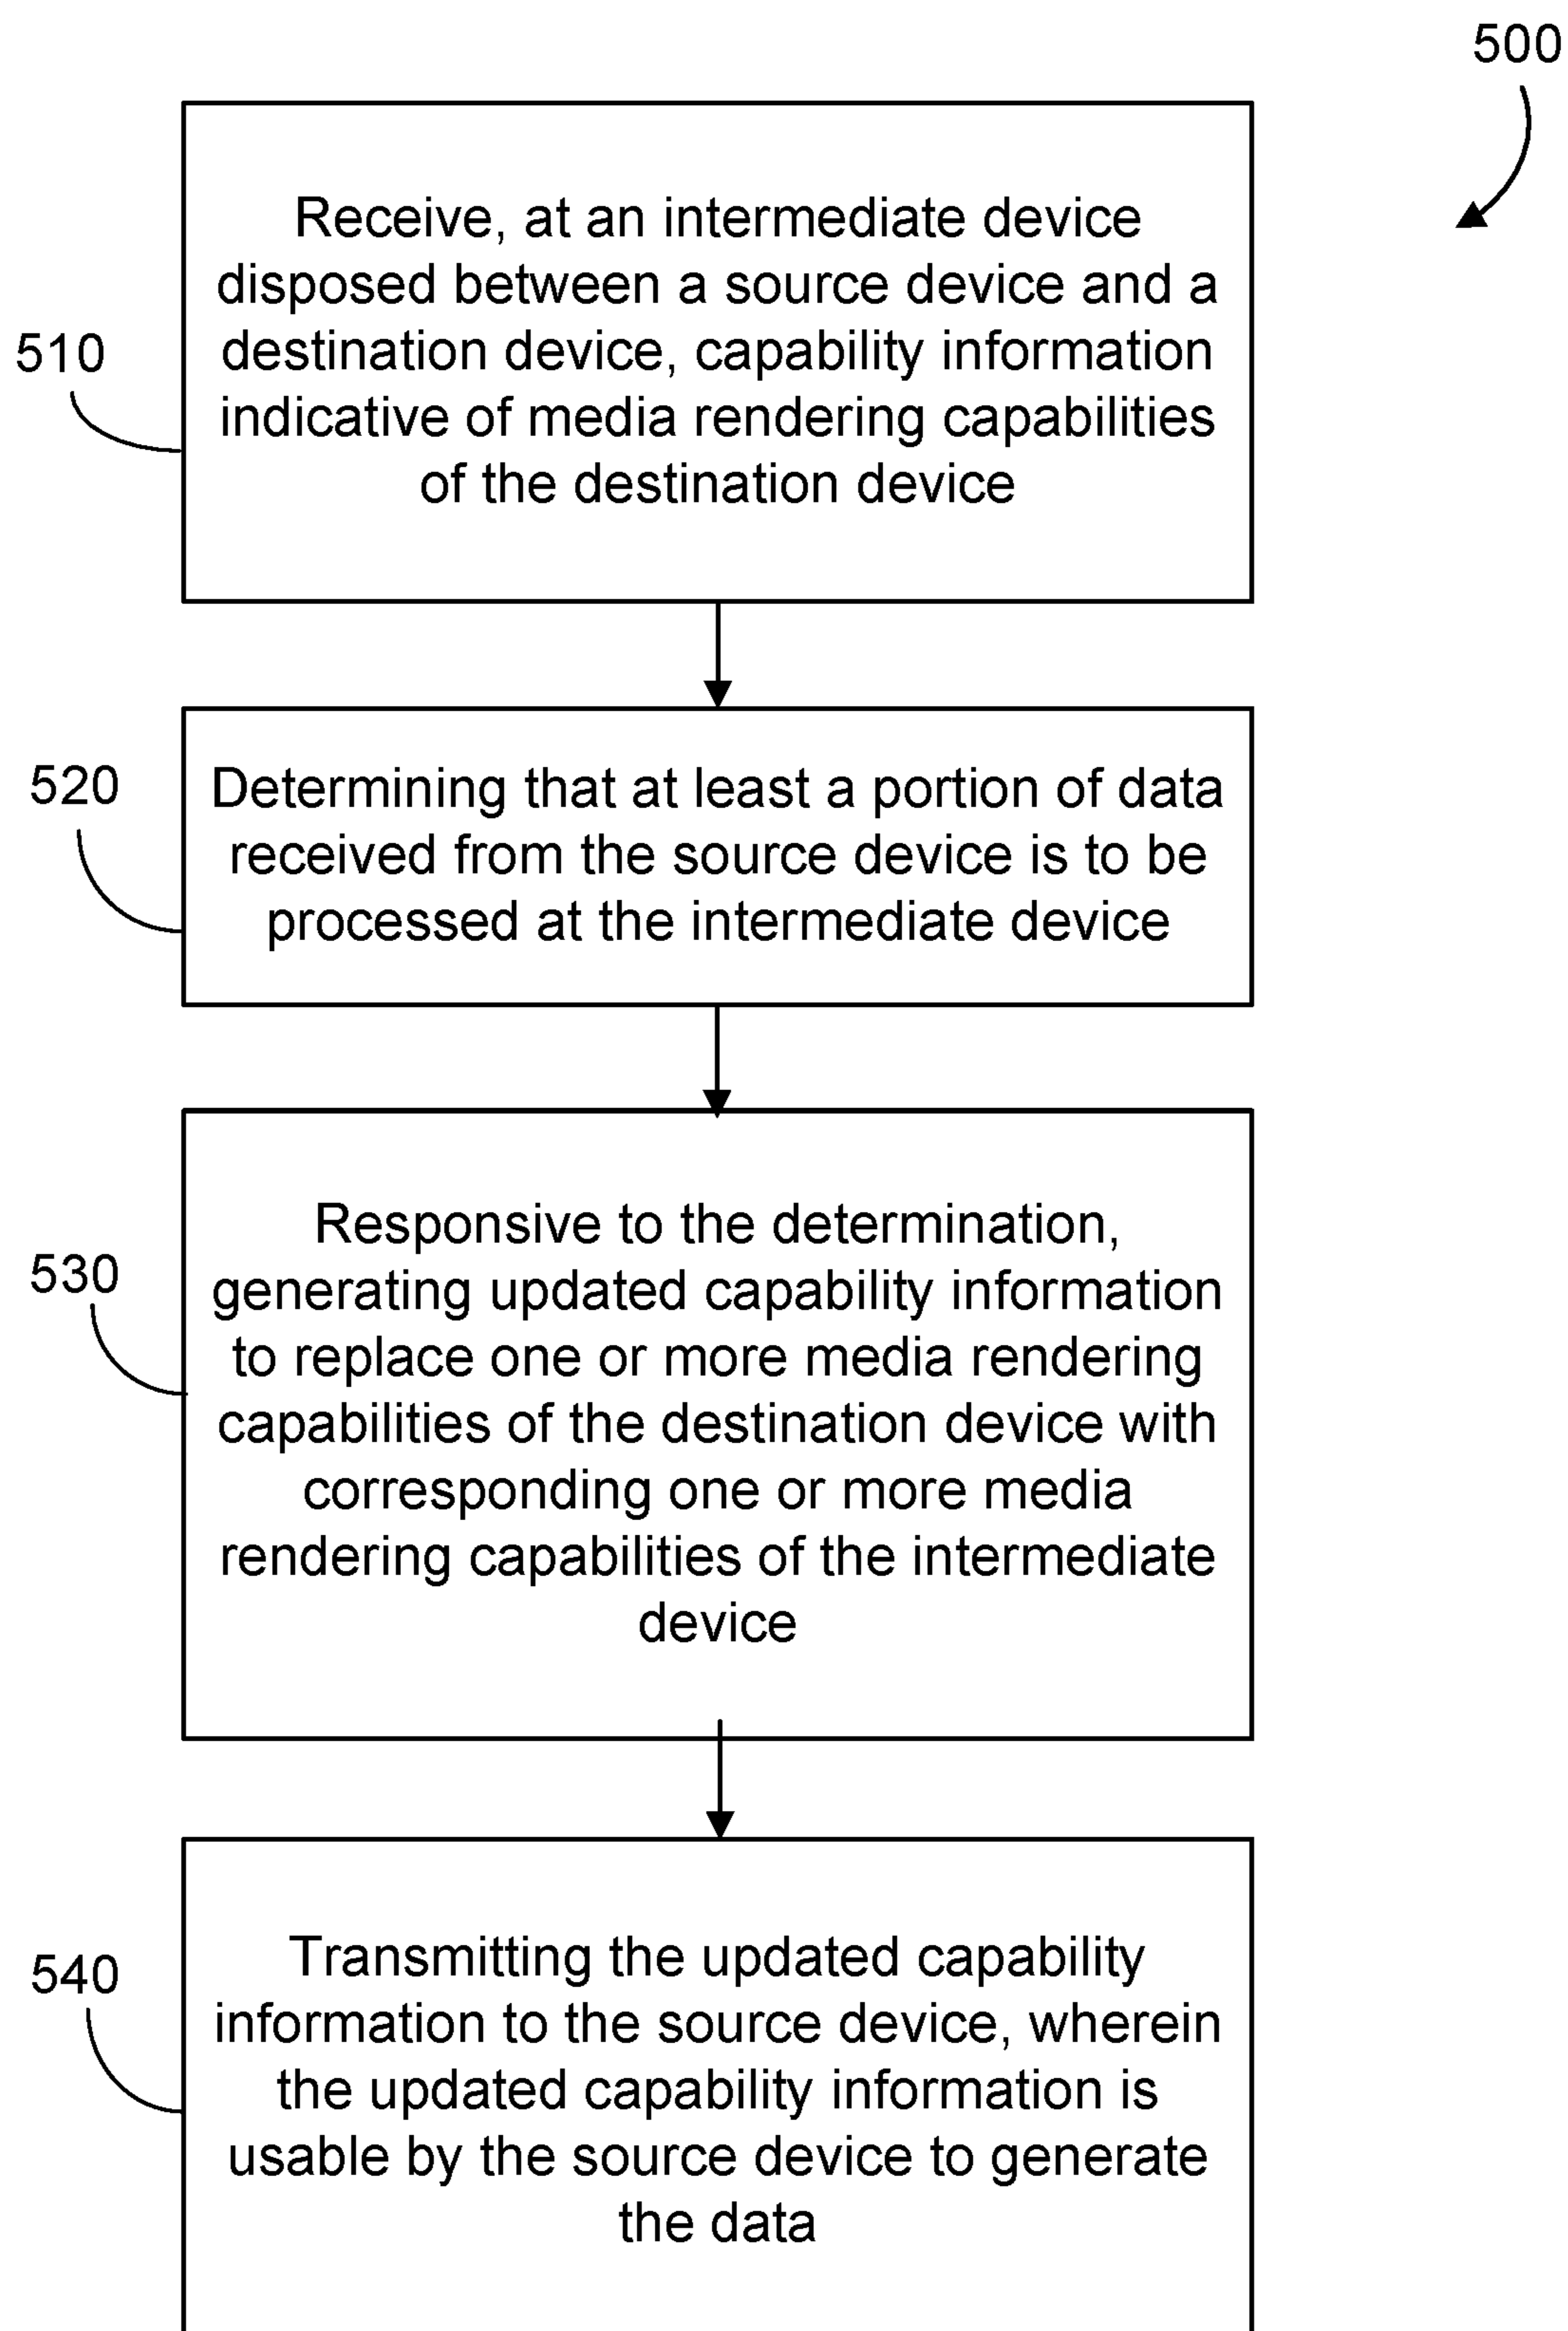 500
Receive, at an intermediate device
disposed between a source device and a
destination device, capability information
indicative of media rendering capabilities
of the destination device
510
Determining that at least a portion of data
received from the source device is to be
processed at the intermediate device
520
Responsive to the determination,
generating updated capability information
to replace one or more media rendering
capabilities of the destination device with
corresponding one or more media
rendering capabilities of the intermediate
device
530
Transmitting the updated capability
information to the source device, wherein
the updated capability information is
usable by the source device to generate
the data
540